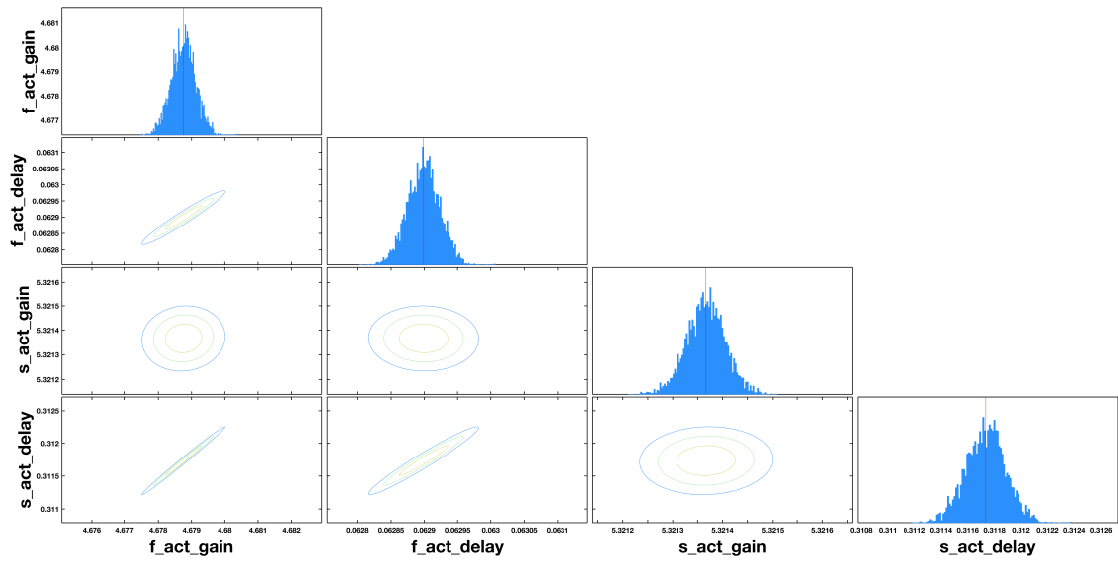 f_act_gain
4.681
4.68
4.679
4.678
4.677
f_act_delay
0.0631
0.06305
0.063
0.06295
0.0629
0.06285
0.0628
s_act_gain
5.3216
5.3215
5.3214
5.3213
5.3212
s_act_delay
0.3125
0.312
0.3115
0.311
4.676 4.677 4.678 4.679 4.68 4.681 4.682
0.0628 0.06285 0.0629 0.06295 0.063 0.06305 0.0631
5.3212 5.3213 5.3214 5.3215 5.3216
0.3108 0.311 0.3112 0.3114 0.3116 0.3118 0.312 0.3122 0.3124 0.3126
f_act_gain f_act_delay s_act_gain s_act_delay